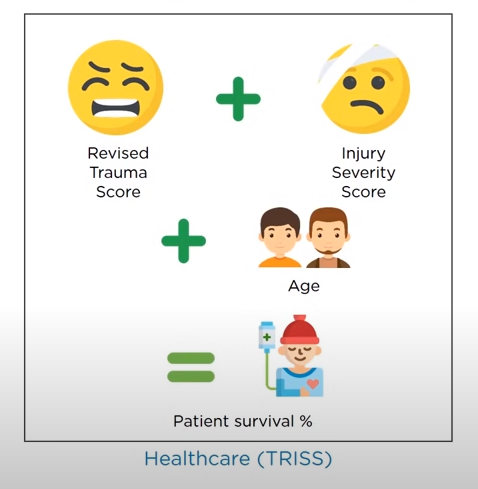 Revised
Trauma
Score
Injury
Severity
Score
Age
Patient survival %
Healthcare (TRISS)